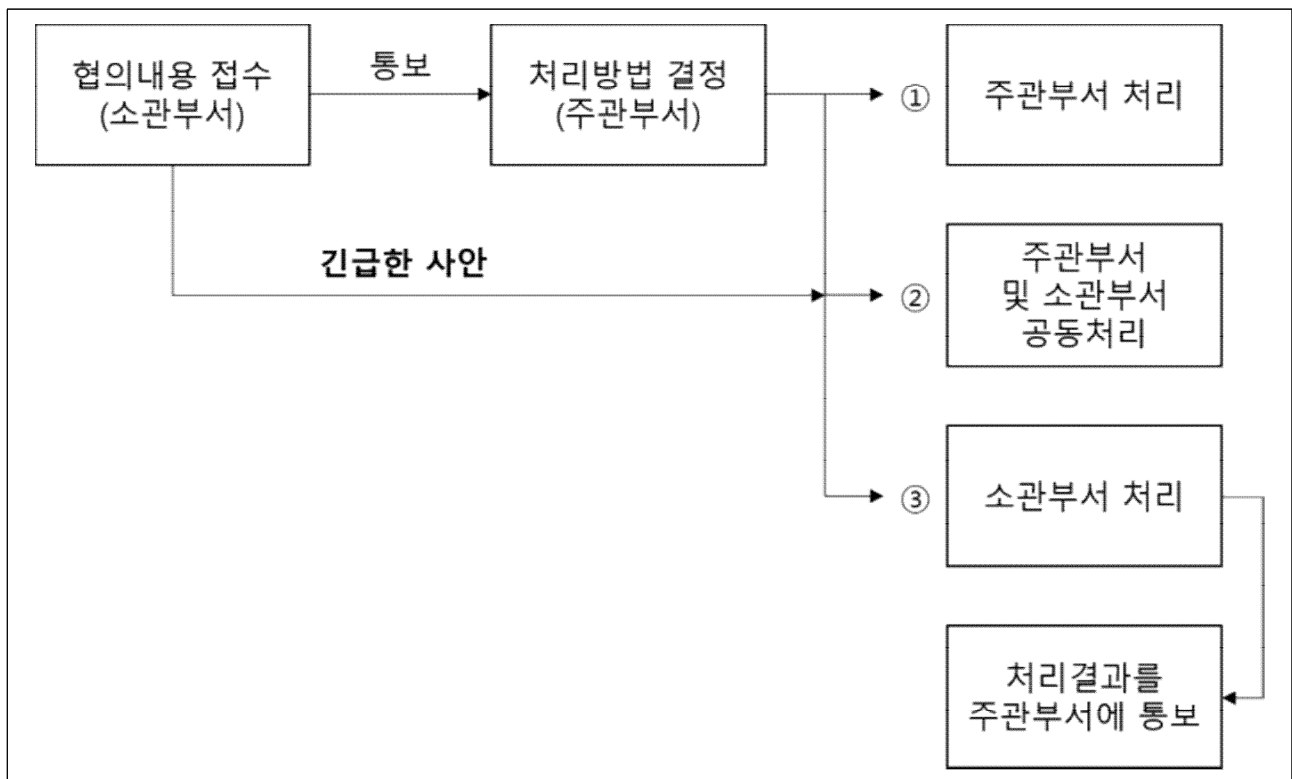 협의내용 접수
(소관부서)
통보
처리방법 결정
(주관부서)
①
주관부서 처리
긴급한 사안
②
주관부서
및 소관부서
공동처리
③
소관부서 처리
처리결과를
주관부서에 통보